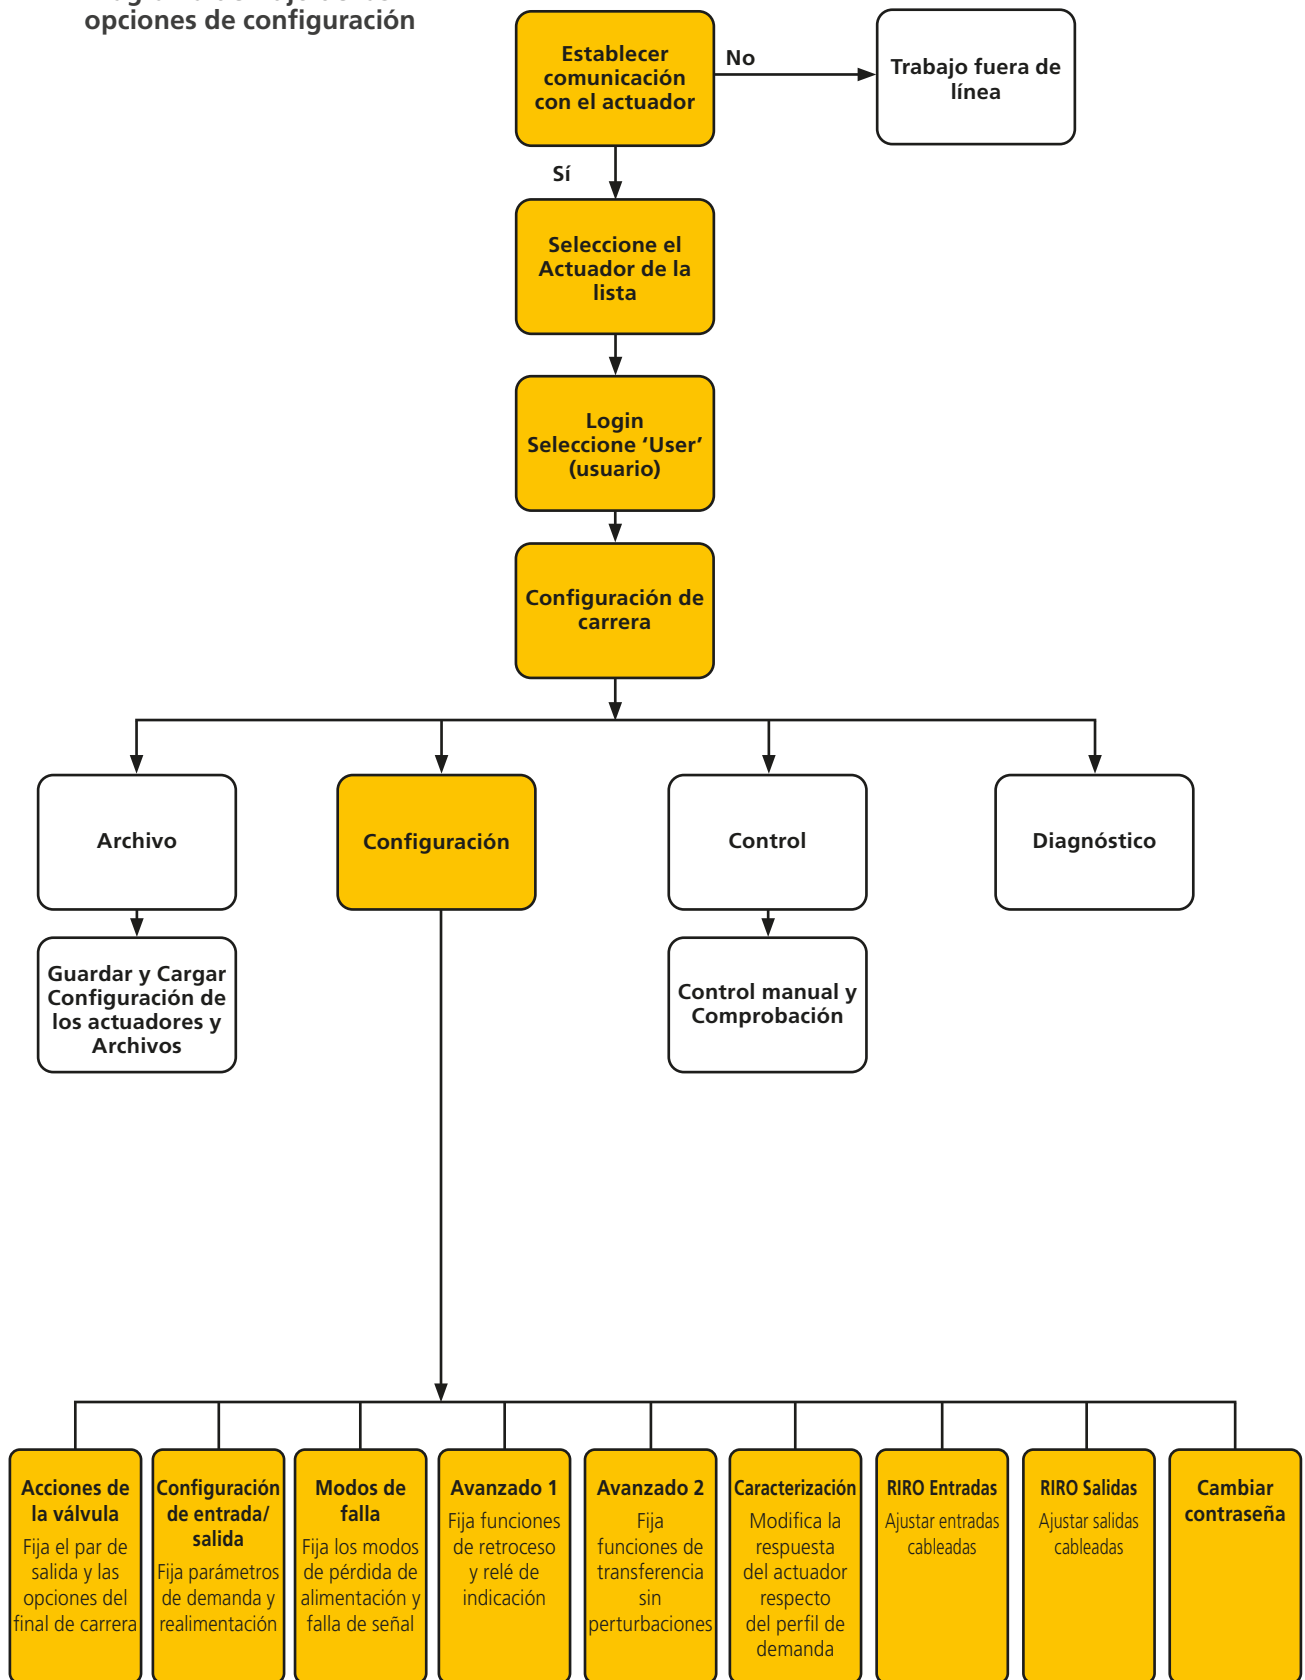 opciones de configuración
Establecer
comunicación
con el actuador
No
Trabajo fuera de
línea
Sí
Seleccione el
Actuador de la
lista
Login
Seleccione ‘User’
(usuario)
Configuración de
carrera
Archivo
Configuración
Control
Diagnóstico
Guardar y Cargar
Configuración de
los actuadores y
Archivos
Control manual y
Comprobación
Acciones de
la válvula
Fija el par de
salida y las
opciones del
final de carrera
Configuración
de entrada/
salida
Fija parámetros
de demanda y
realimentación
Modos de
falla
Fija los modos
de pérdida de
alimentación y
falla de señal
Avanzado 1
Fija funciones
de retroceso
y relé de
indicación
Avanzado 2
Fija
funciones de
transferencia
sin
perturbaciones
Caracterización
Modifica la
respuesta
del actuador
respecto
del perfil de
demanda
RIRO Entradas
Ajustar entradas
cableadas
RIRO Salidas
Ajustar salidas
cableadas
Cambiar
contraseña